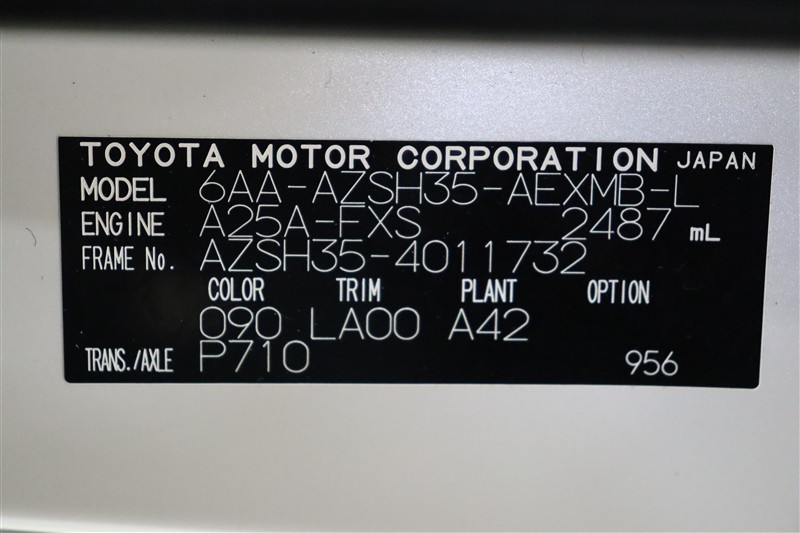 TOYOTA MOTOR CORPORATION JAPAN
MODEL 6AA-AZSH35-AEXMB-L
ENGINE A25A-FXS 2487 mL
FRAME No. AZSH35-4011732
COLOR TRIM PLANT OPTION
090 LA00 A42
TRANS./AXLE P710 956